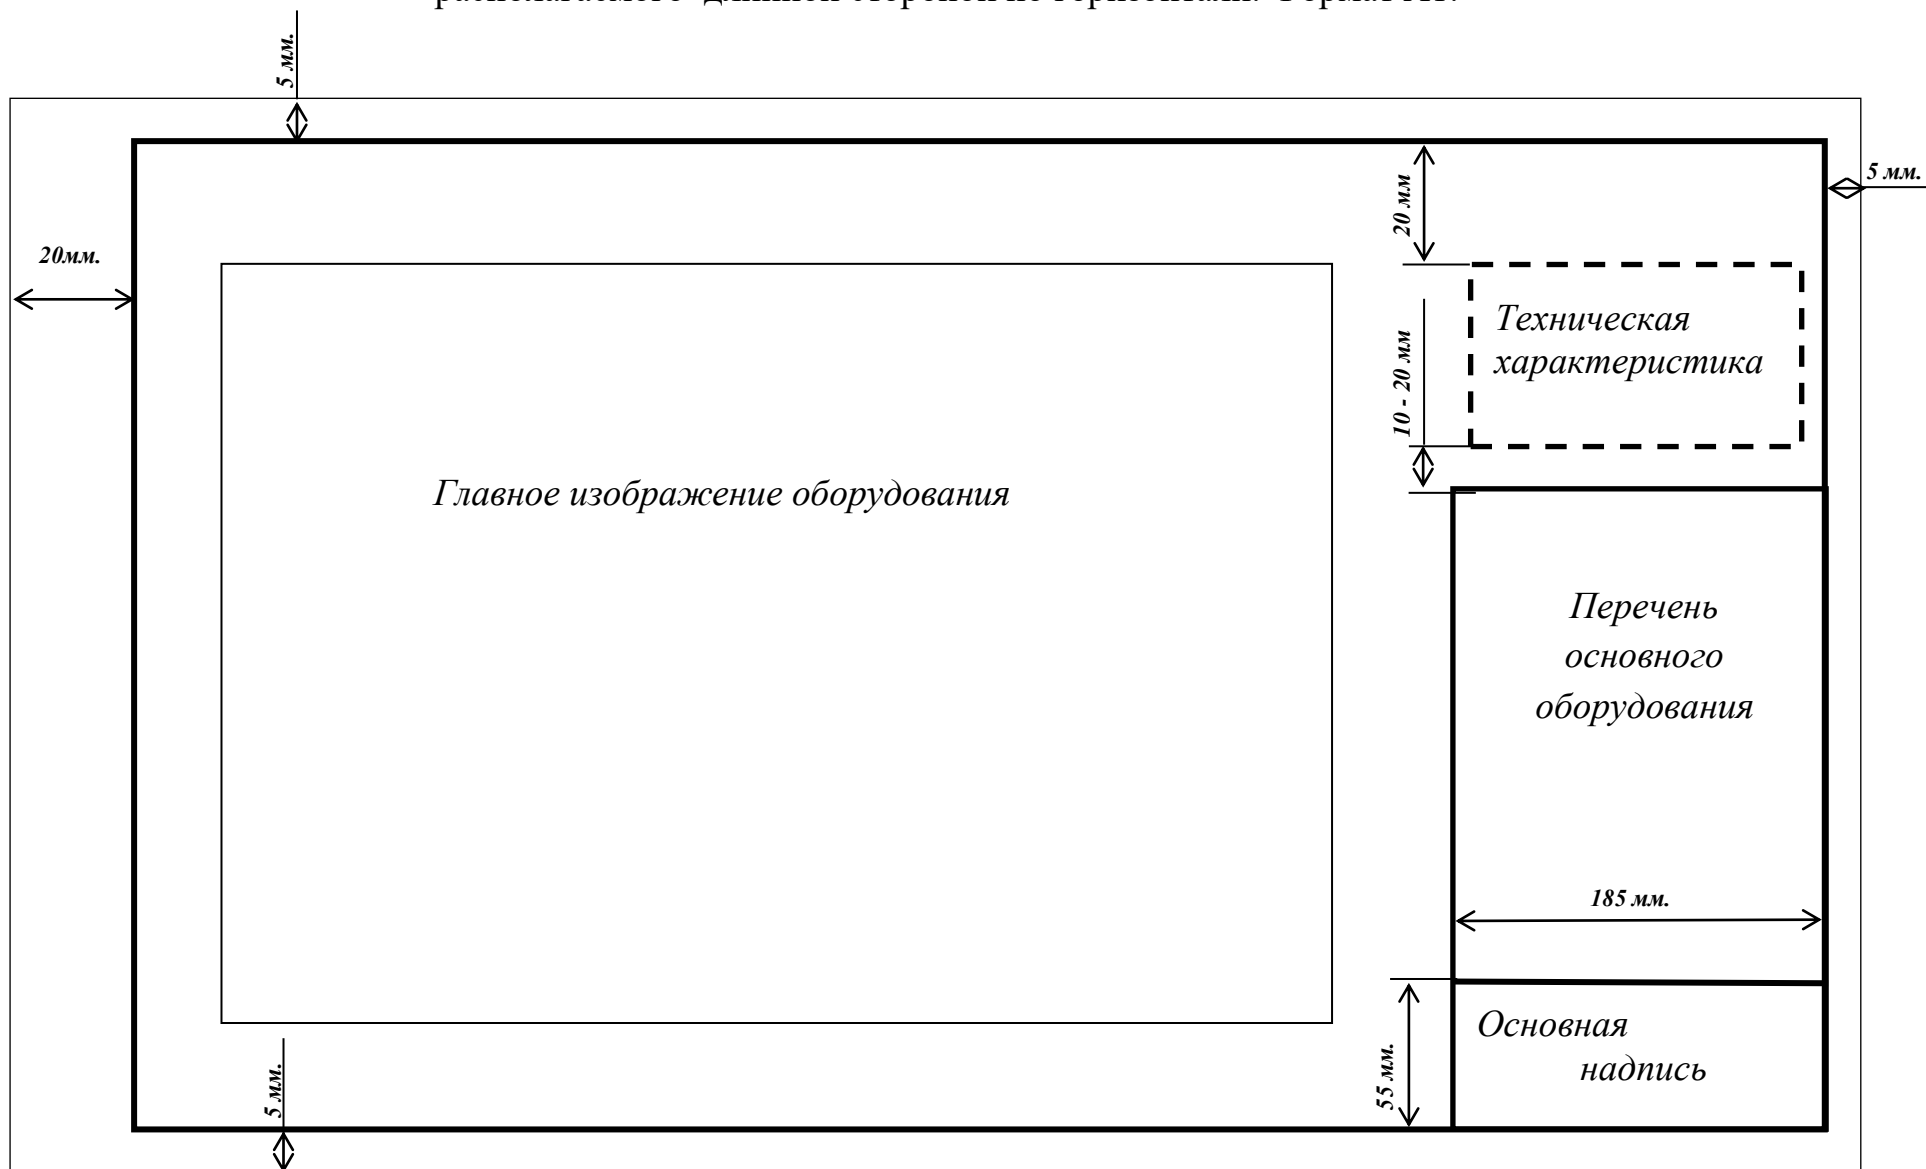 5 мм.
5 мм.
20 мм
20мм.
Техническая
характеристика
10 - 20 мм
Главное изображение оборудования
Перечень
основного
оборудования
185 мм.
Основная
надпись
55 мм.
5 мм.